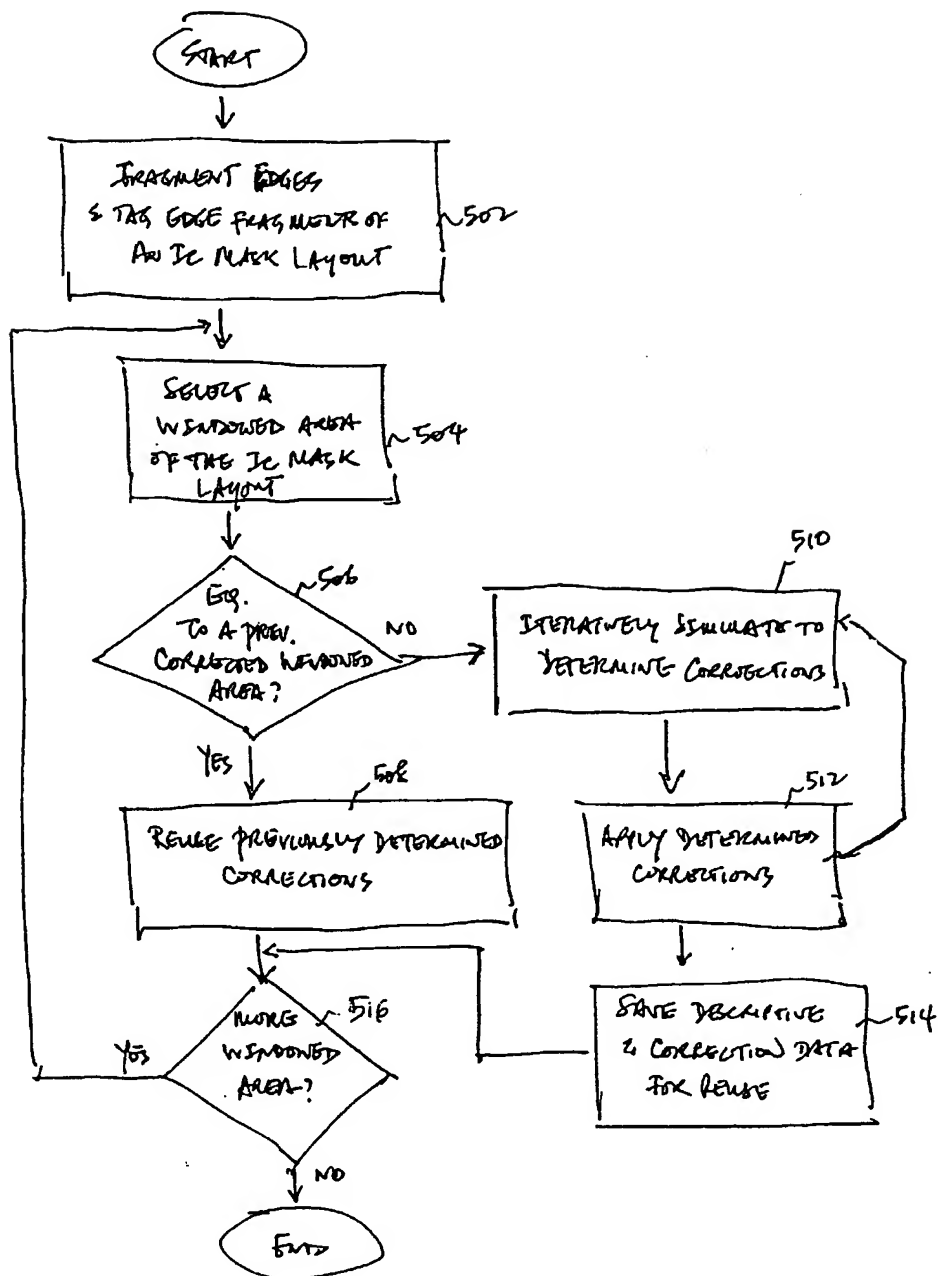 START
FRAGMENT EDGES
& TAG EDGE FRAGMENTS OF
AN IC MASK LAYOUT
502
SELECT A
WINDOWED AREA
OF THE IC MASK
LAYOUT
504
EQ.
TO A PREV.
CORRECTED WINDOWED
AREA?
506
NO
YES
510
ITERATIVELY SIMULATE TO
DETERMINE CORRECTIONS
508
REUSE PREVIOUSLY DETERMINED
CORRECTIONS
512
APPLY DETERMINED
CORRECTIONS
SAVE DESCRIPTIVE
& CORRECTION DATA
FOR REUSE
514
MORE
WINDOWED
AREA?
516
YES
NO
END